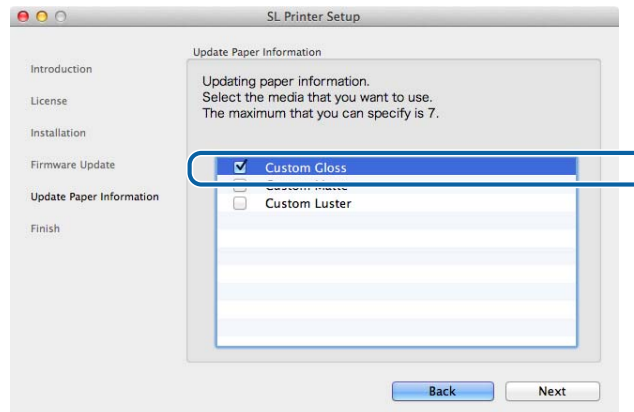 SL Printer Setup
Update Paper Information
Introduction
License
Installation
Firmware Update
Update Paper Information
Finish
Updating paper information.
Select the media that you want to use.
The maximum that you can specify is 7.
Custom Gloss
Custom Matte
Custom Luster
Back
Next